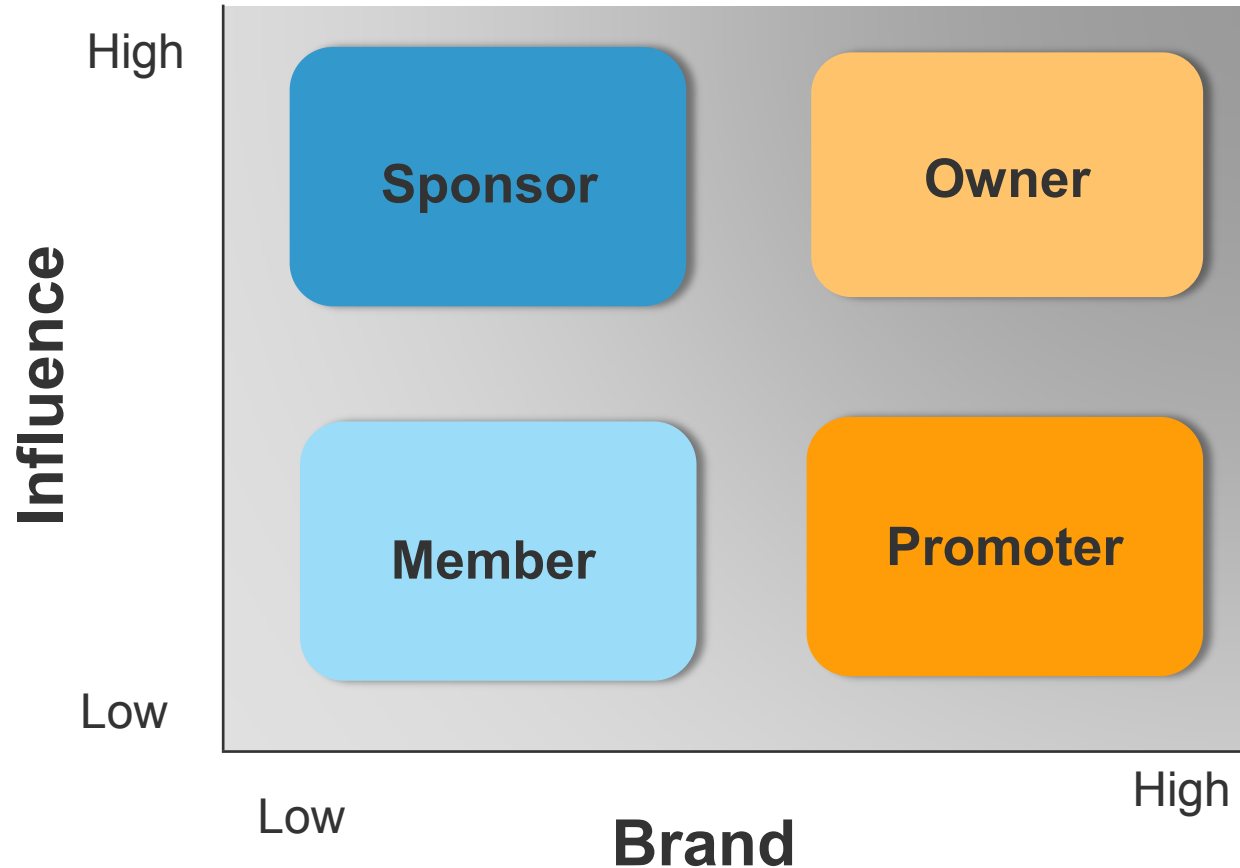 High
Sponsor
Owner
Influence
Member
Promoter
Low
Low
High
Brand